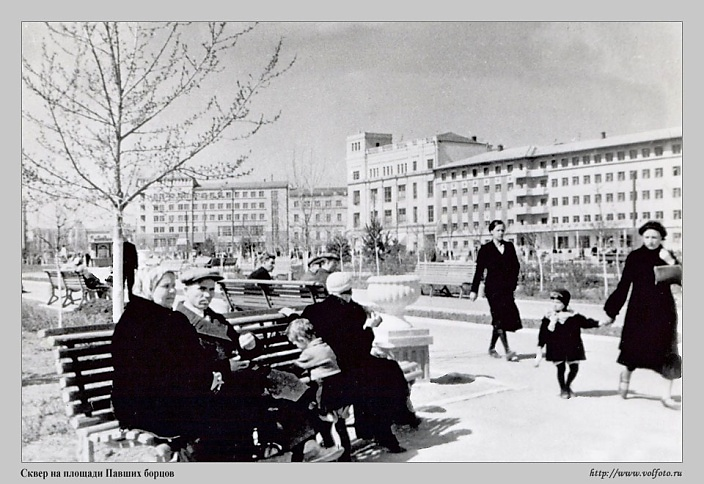 Сквер на площади Павших борцов
http://www.volfoto.ru